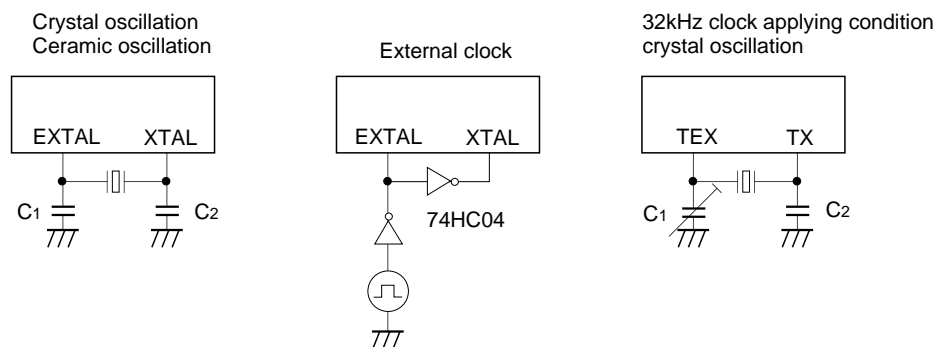 Crystal oscillation
Ceramic oscillation
EXTAL XTAL
C1 C2
External clock
EXTAL XTAL
74HC04
32kHz clock applying condition
crystal oscillation
TEX TX
C1 C2